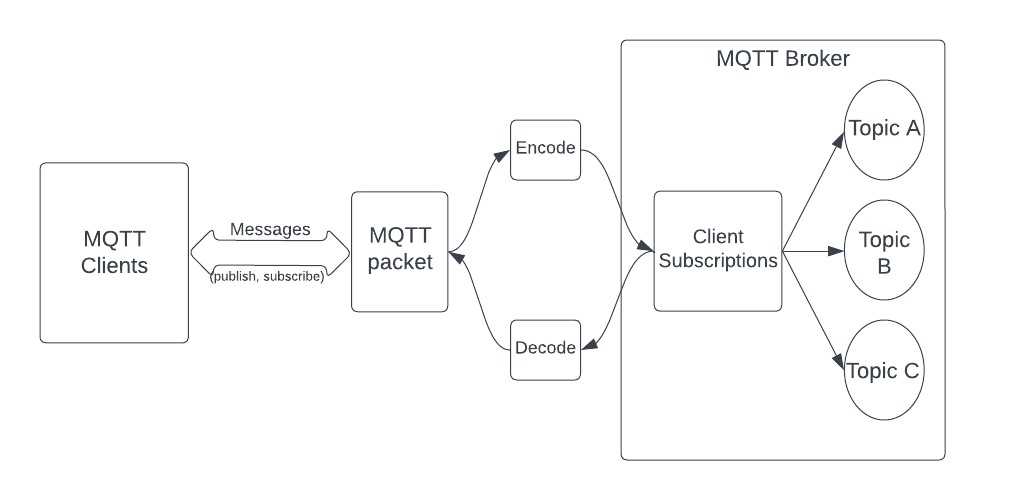 MQTT Broker
Topic A
Encode
MQTT
Clients
Messages
(publish, subscribe)
MQTT
packet
Client
Subscriptions
Topic
B
Decode
Topic C